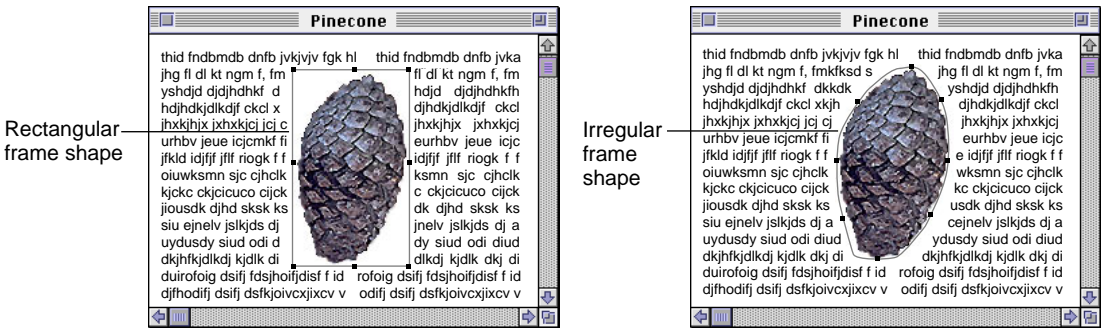 Rectangular
frame shape
Pinecone
thid fndbmdb dnfb jvkjvjv fgk hl
jhg fl dl kt ngm f, fm
yshdjd djdjhdhkf d
hdjhdkjdlkdjf ckcl x
jhxkjhjx jxhxkjcj jcj c
urhbv jeue icjcmkf fi
jfkld idjfjf jflf riogk f f
oiuwksmn sjc cjhclk
kjckc ckjcicuco cijck
jiousdk djhd sksk ks
siu ejnelv jslkjds dj a
uydusdy siud odi d
dkjhfkjdlkdj kjdlk di
duirofoig dsifj fdsjhoifjdisf f id
djfhodifj dsifj dsfkjoivcxjixcv v
thid fndbmdb dnfb jvka
fl dl kt ngm f, fm
hdjd djdjhdhkfh
djhdkjdlkdjf ckcl
jhxkjhjx jxhxkjcj
eurhbv jeue icjc
idjfjf jflf riogk f f
ksmn sjc cjhclk
c ckjcicuco cijck
dk djhd sksk ks
jnelv jslkjds dj a
dy siud odi diud
dlkdj kjdlk dkj di
rofoig dsifj fdsjhoifjdisf f id
odifj dsifj dsfkjoivcxjixcv v
Irregular
frame
shape
Pinecone
thid fndbmdb dnfb jvkjvjv fgk hl
jhg fl dl kt ngm f, fmkfksd s
yshdjd djdjhdhkf dkkdk
hdjhdkjdlkdjf ckcl xkjh
jhxkjhjx jxhxkjcj jcj cj
urhbv jeue icjcmkf fi
jfkld idjfjf jflf riogk f f
oiuwksmn sjc cjhclk
kjckc ckjcicuco cijck
jiousdk djhd sksk ks
siu ejnelv jslkjds dj a
uydusdy siud odi diud
dkjhfkjdlkdj kjdlk dkj di
duirofoig dsifj fdsjhoifjdisf f id
djfhodifj dsifj dsfkjoivcxjixcv v
thid fndbmdb dnfb jvka
jhg fl dl kt ngm f, fm
yshdjd djdjhdhkfh
djhdkjdlkdjf ckcl
jhxkjhjx jxhxkjcj
eurhbv jeue icjc
e idjfjf jflf riogk f f
wksmn sjc cjhclk
kc ckjcicuco cijck
usdk djhd sksk ks
cejnelv jslkjds dj a
ydusdy siud odi diud
dkjhfkjdlkdj kjdlk dkj di
rofoig dsifj fdsjhoifjdisf f id
odifj dsifj dsfkjoivcxjixcv v